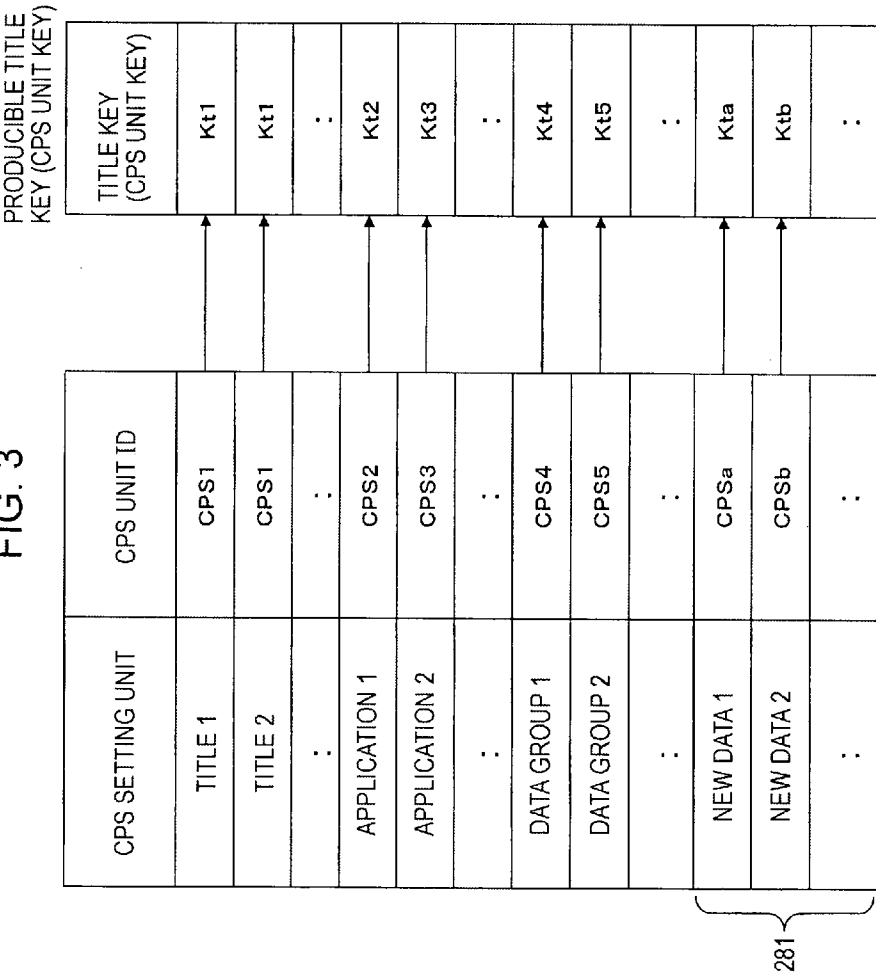 FIG. 3
PRODUCIBLE TITLE
KEY (CPS UNIT KEY)
CPS SETTING UNIT CPS UNIT ID TITLE KEY
(CPS UNIT KEY)
TITLE 1 CPS1 Kt1
TITLE 2 CPS1 Kt1
: : :
APPLICATION 1 CPS2 Kt2
APPLICATION 2 CPS3 Kt3
: : :
DATA GROUP 1 CPS4 Kt4
DATA GROUP 2 CPS5 Kt5
: : :
NEW DATA 1 CPSa Kta
NEW DATA 2 CPSb Ktb
: : :
281